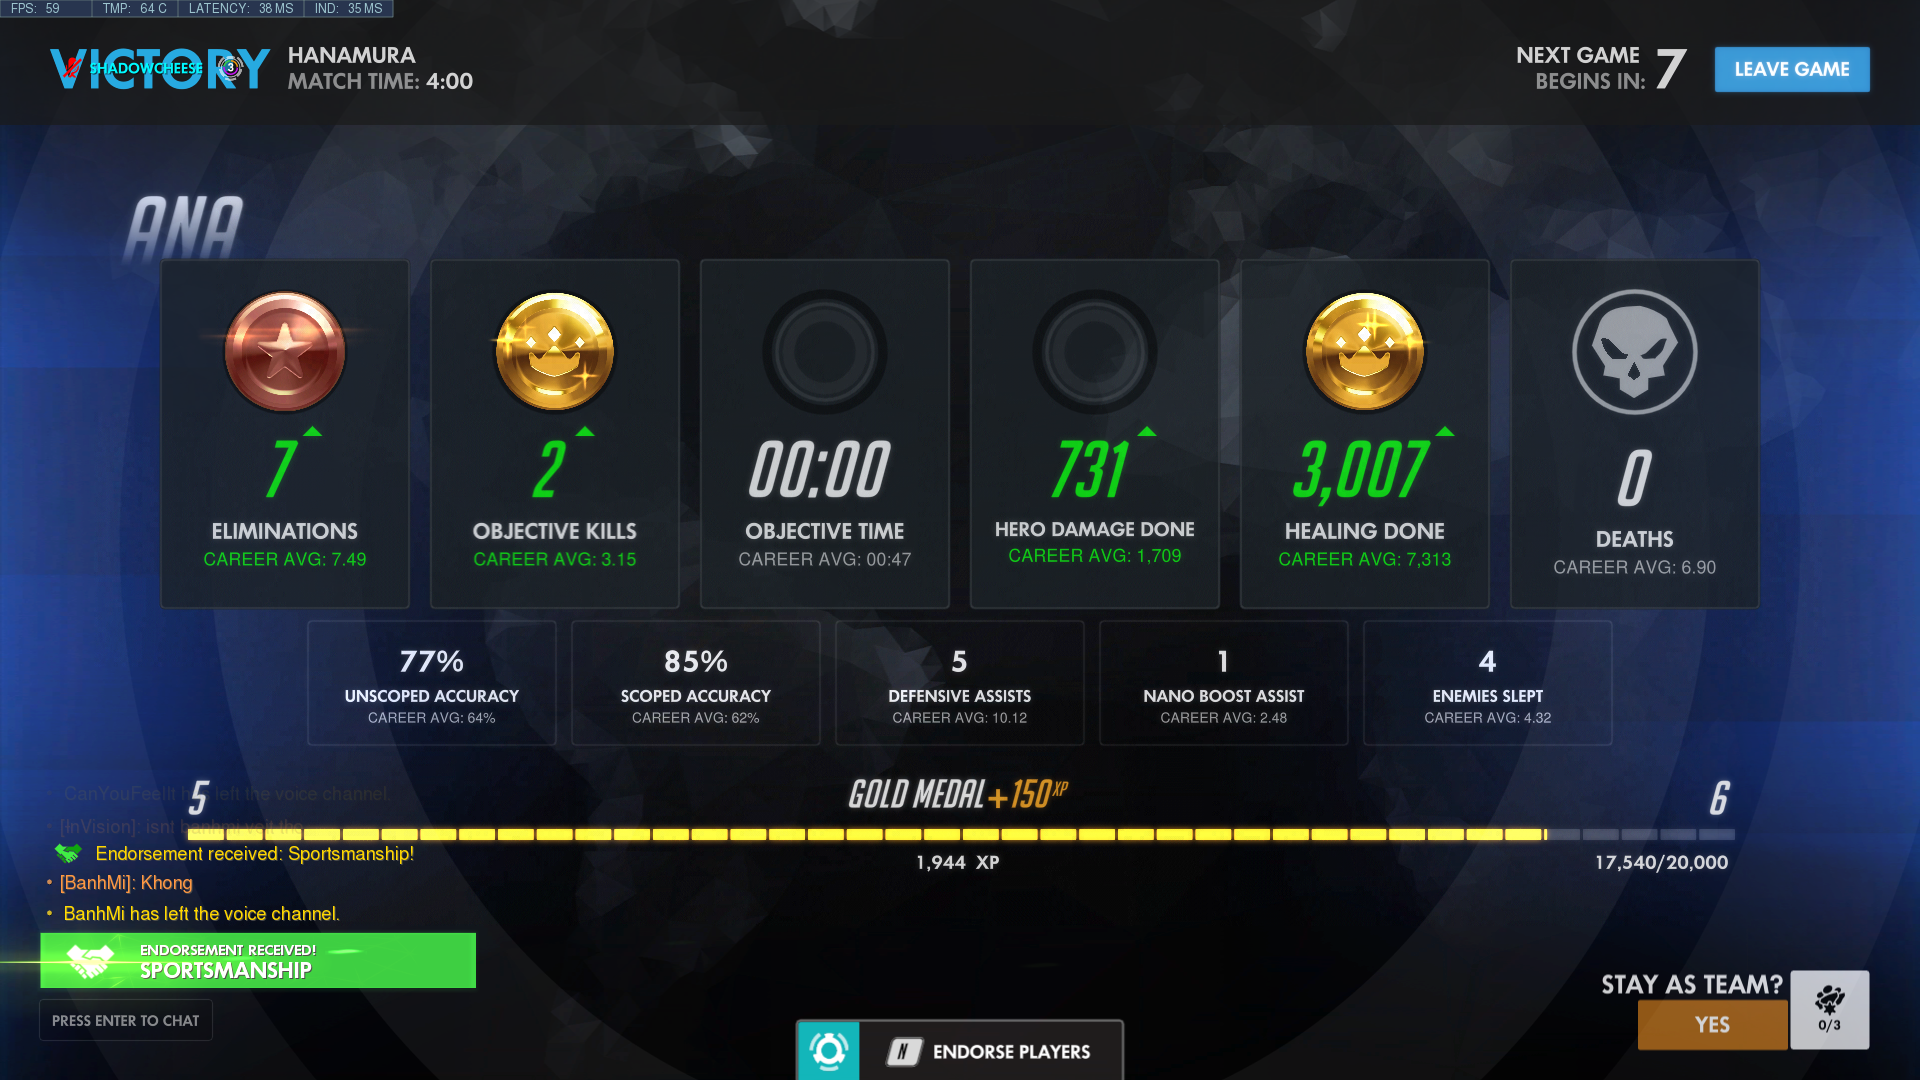 FPS: 59 TMP: 64 C LATENCY: 38 MS IND: 35 MS
VICTORY
SHADOWCHEESE 3
HANAMURA
MATCH TIME: 4:00
NEXT GAME
BEGINS IN: 7
LEAVE GAME
ANA
7
ELIMINATIONS
CAREER AVG: 7.49
2
OBJECTIVE KILLS
CAREER AVG: 3.15
00:00
OBJECTIVE TIME
CAREER AVG: 00:47
731
HERO DAMAGE DONE
CAREER AVG: 1,709
3,007
HEALING DONE
CAREER AVG: 7,313
0
DEATHS
CAREER AVG: 6.90
77%
UNSCOPED ACCURACY
CAREER AVG: 64%
85%
SCOPED ACCURACY
CAREER AVG: 62%
5
DEFENSIVE ASSISTS
CAREER AVG: 10.12
1
NANO BOOST ASSIST
CAREER AVG: 2.48
4
ENEMIES SLEPT
CAREER AVG: 4.32
5
GOLD MEDAL +150 XP
6
1,944 XP
17,540/20,000
CanYouFeelIt left the voice channel.
[InVision]: isnt banhmi
Endorsement received: Sportsmanship!
[BanhMi]: Khong
BanhMi has left the voice channel.
ENDORSEMENT RECEIVED!
SPORTSMANSHIP
PRESS ENTER TO CHAT
N ENDORSE PLAYERS
STAY AS TEAM?
YES
0/3